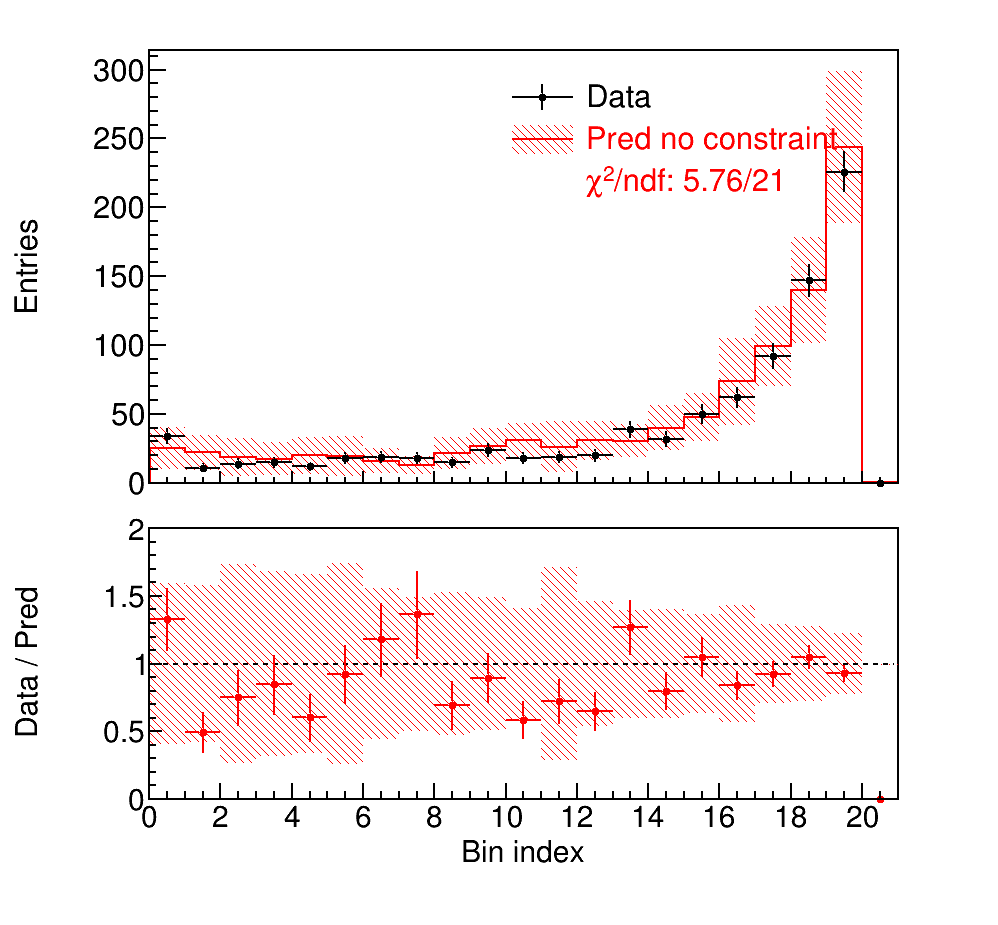 300
250
200
150
100
50
0
Entries
Data
Pred no constraint
χ²/ndf: 5.76/21
2
1.5
1
0.5
0
Data / Pred
0 2 4 6 8 10 12 14 16 18 20
Bin index